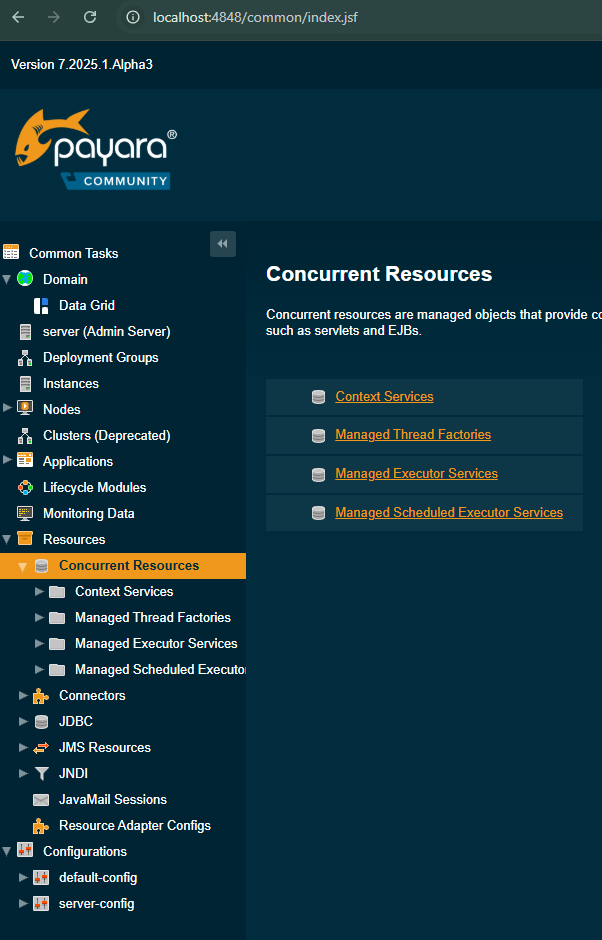 localhost:4848/common/index.jsf
Version 7.2025.1.Alpha3
payara®
COMMUNITY
Common Tasks
Domain
Data Grid
server (Admin Server)
Deployment Groups
Instances
Nodes
Clusters (Deprecated)
Applications
Lifecycle Modules
Monitoring Data
Resources
Concurrent Resources
Context Services
Managed Thread Factories
Managed Executor Services
Managed Scheduled Executo
Connectors
JDBC
JMS Resources
JNDI
JavaMail Sessions
Resource Adapter Configs
Configurations
default-config
server-config
Concurrent Resources
Concurrent resources are managed objects that provide co
such as servlets and EJBs.
Context Services
Managed Thread Factories
Managed Executor Services
Managed Scheduled Executor Services